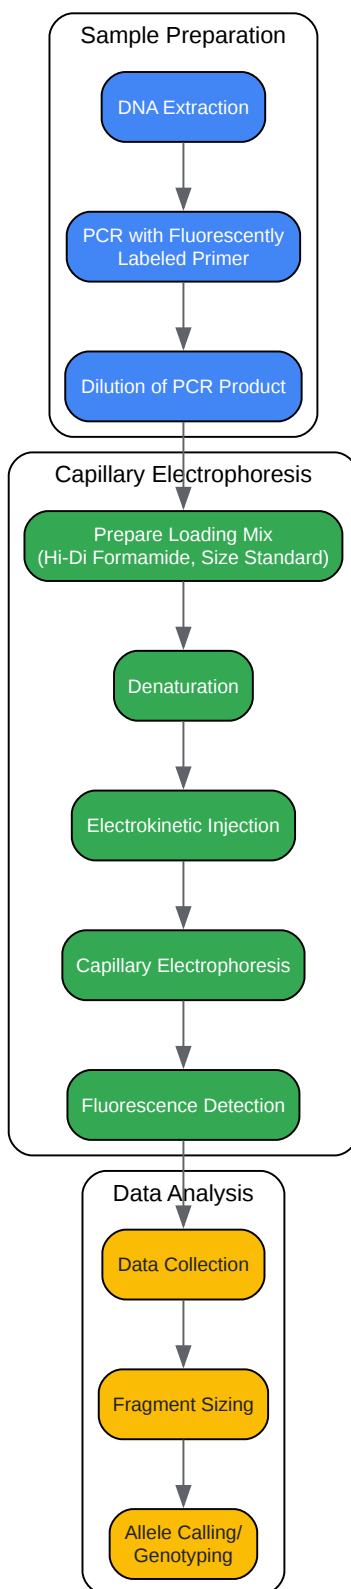 Sample Preparation
DNA Extraction
PCR with Fluorescently
Labeled Primer
Dilution of PCR Product
Capillary Electrophoresis
Prepare Loading Mix
(Hi-Di Formamide, Size Standard)
Denaturation
Electrokinetic Injection
Capillary Electrophoresis
Fluorescence Detection
Data Analysis
Data Collection
Fragment Sizing
Allele Calling/
Genotyping